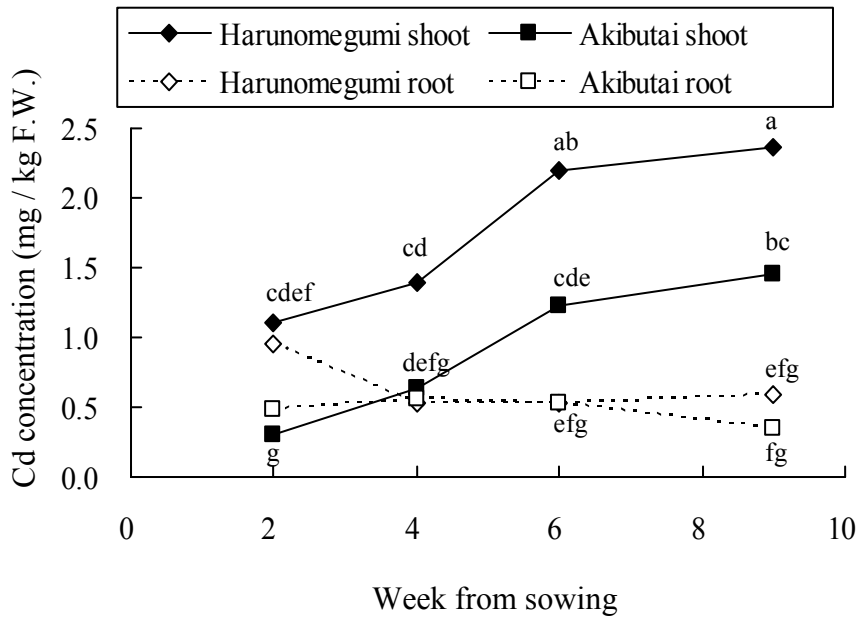 Harunomegumi shoot Akibutai shoot
Harunomegumi root Akibutai root
Cd concentration (mg / kg F.W.)
2.5
2.0
1.5
1.0
0.5
0.0
a
ab
bc
cd
cde
cdef
defg
efg
efg
g
fg
0 2 4 6 8 10
Week from sowing